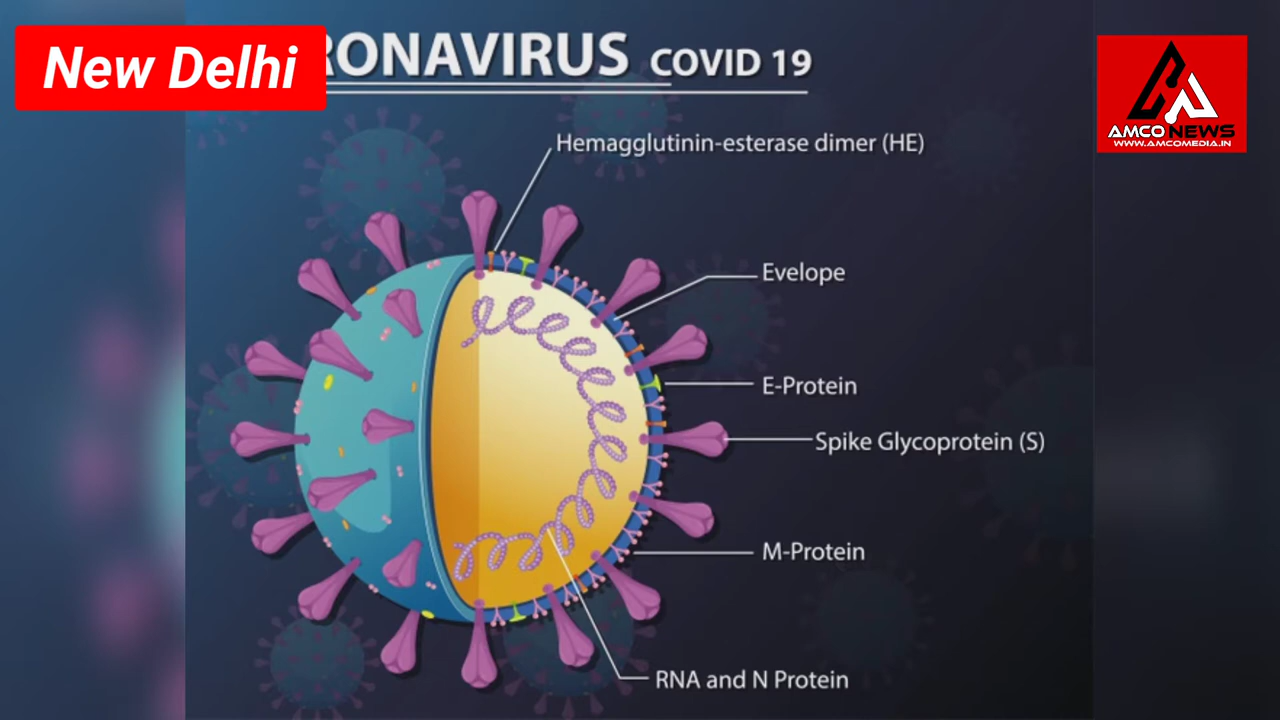 New Delhi
RONAVIRUS COVID 19
AMCO NEWS
WWW.AMCOMEDIA.IN
Hemagglutinin-esterase dimer (HE)
Evelope
E-Protein
Spike Glycoprotein (S)
M-Protein
RNA and N Protein